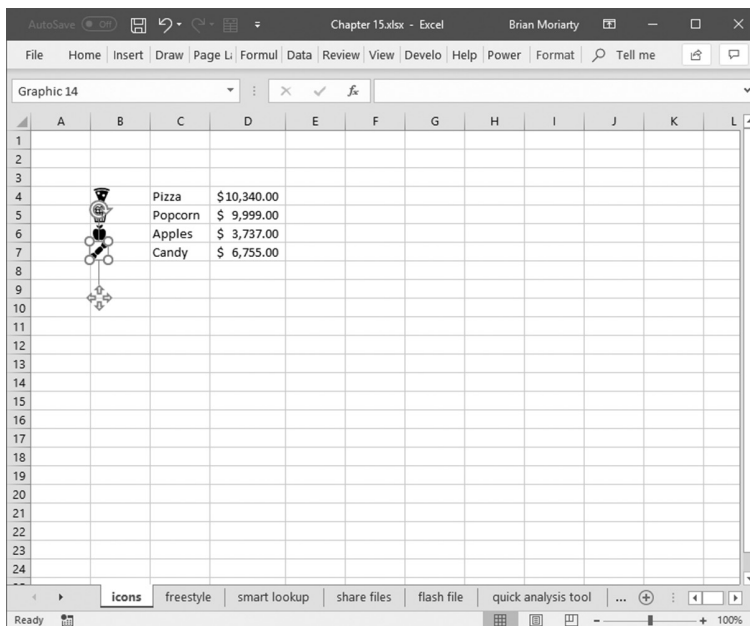 AutoSave Off Chapter 15.xlsx - Excel Brian Moriarty
File Home Insert Draw Page L Formul Data Review View Develo Help Power Format Tell me
Graphic 14 fx
A B C D E F G H I J K L
1
2
3
4 Pizza $10,340.00
5 Popcorn $ 9,999.00
6 Apples $ 3,737.00
7 Candy $ 6,755.00
8
9
10
11
12
13
14
15
16
17
18
19
20
21
22
23
24
icons freestyle smart lookup share files flash file quick analysis tool ...
Ready 100%